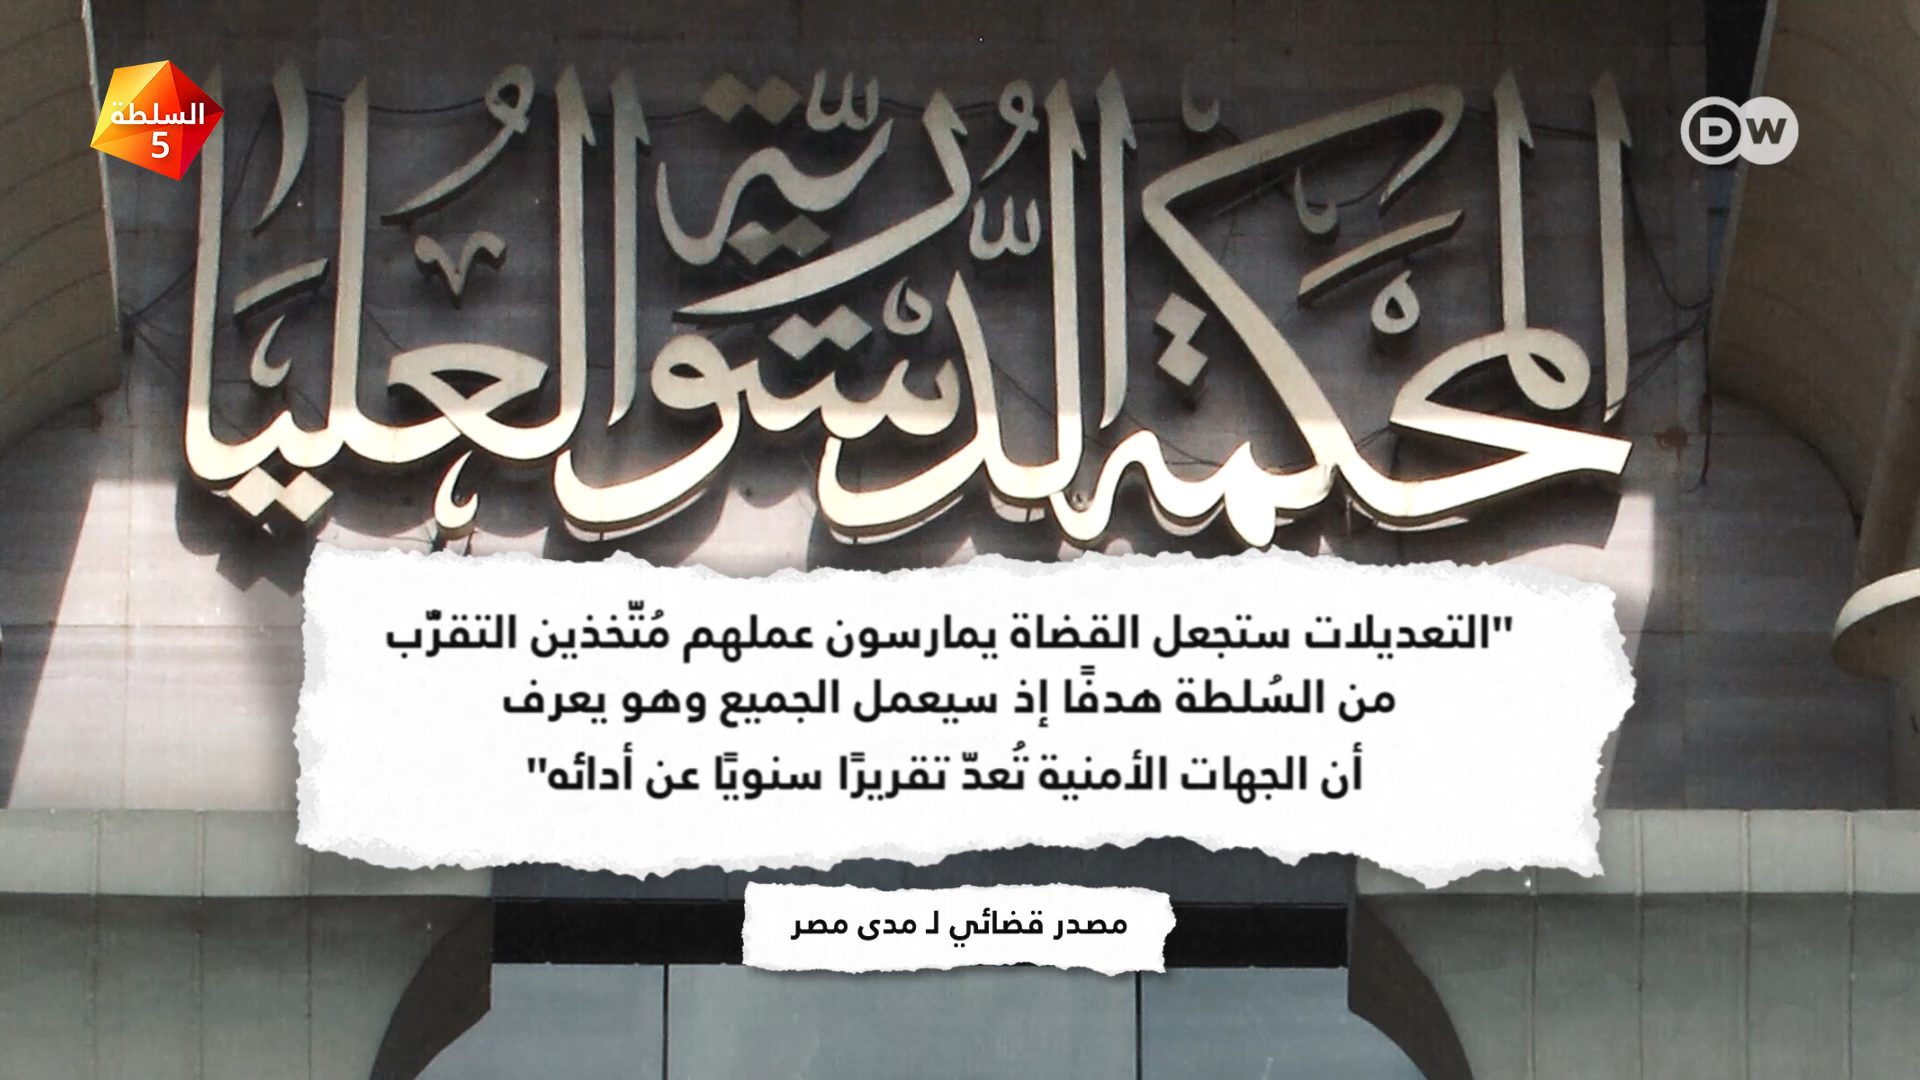 السلطة
5
DW
المحكمة الدستورية العليا
"التعديلات ستجعل القضاة يمارسون عملهم مُتّخذين التقرّب
من السُلطة هدفًا إذ سيعمل الجميع وهو يعرف
أن الجهات الأمنية تُعدّ تقريرًا سنويًا عن أدائه"
مصدر قضائي لـ مدى مصر